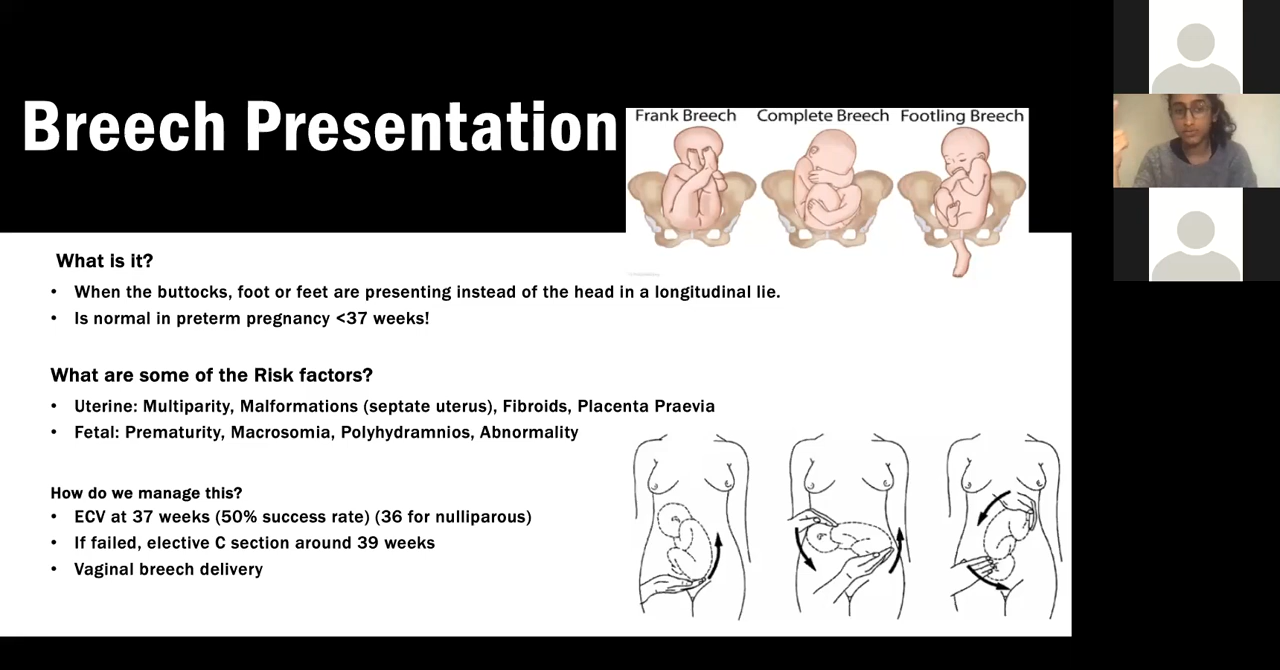 Breech Presentation
Frank Breech
Complete Breech
Footling Breech
What is it?
• When the buttocks, foot or feet are presenting instead of the head in a longitudinal lie.
• Is normal in preterm pregnancy <37 weeks!
What are some of the Risk factors?
• Uterine: Multiparity, Malformations (septate uterus), Fibroids, Placenta Praevia
• Fetal: Prematurity, Macrosomia, Polyhydramnios, Abnormality
How do we manage this?
• ECV at 37 weeks (50% success rate) (36 for nulliparous)
• If failed, elective C section around 39 weeks
• Vaginal breech delivery